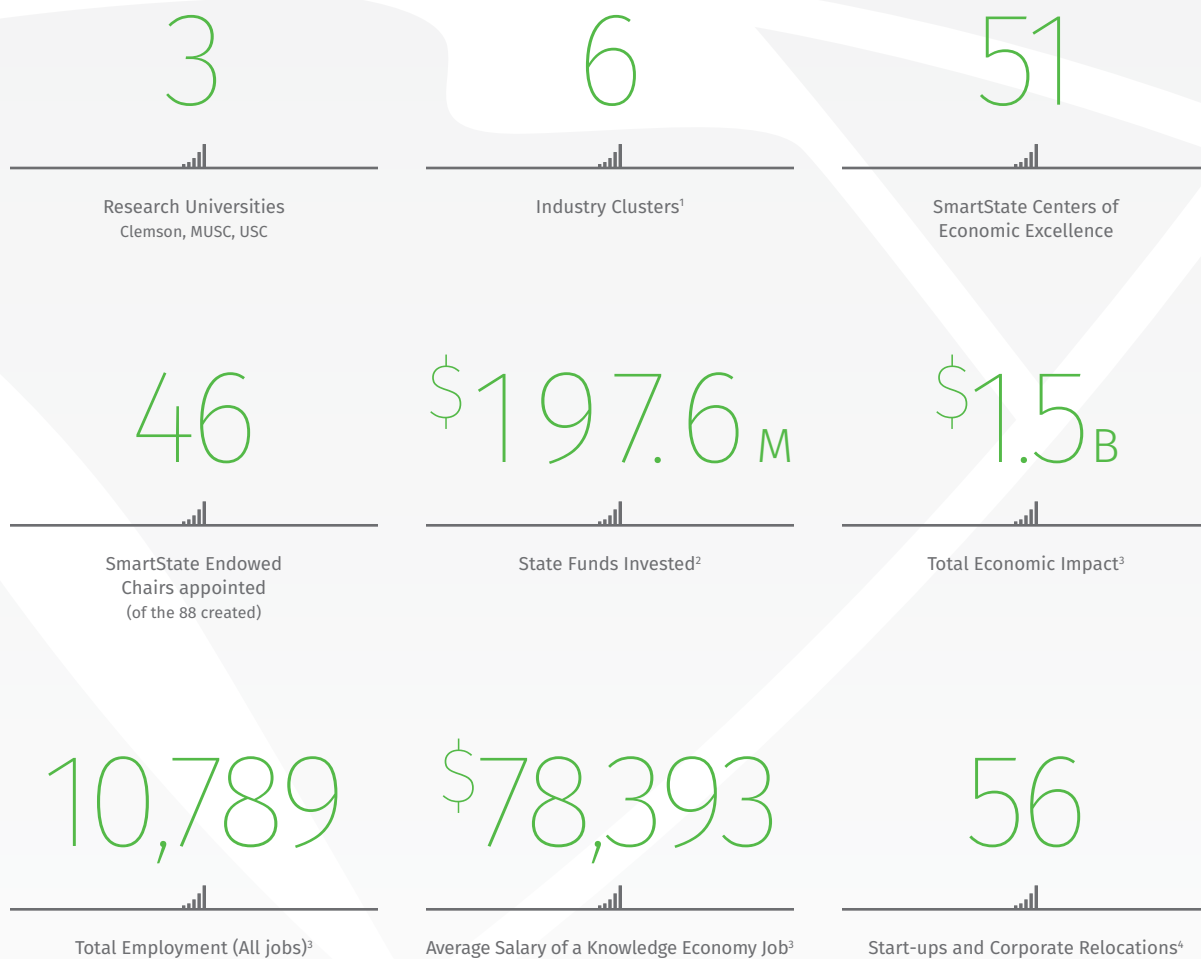 3
6
51
Research Universities
Clemson, MUSC, USC
Industry Clusters¹
SmartState Centers of
Economic Excellence
46
$197.6 M
$1.5 B
SmartState Endowed
Chairs appointed
(of the 88 created)
State Funds Invested²
Total Economic Impact³
10,789
$78,393
56
Total Employment (All jobs)³
Average Salary of a Knowledge Economy Job³
Start-ups and Corporate Relocations⁴